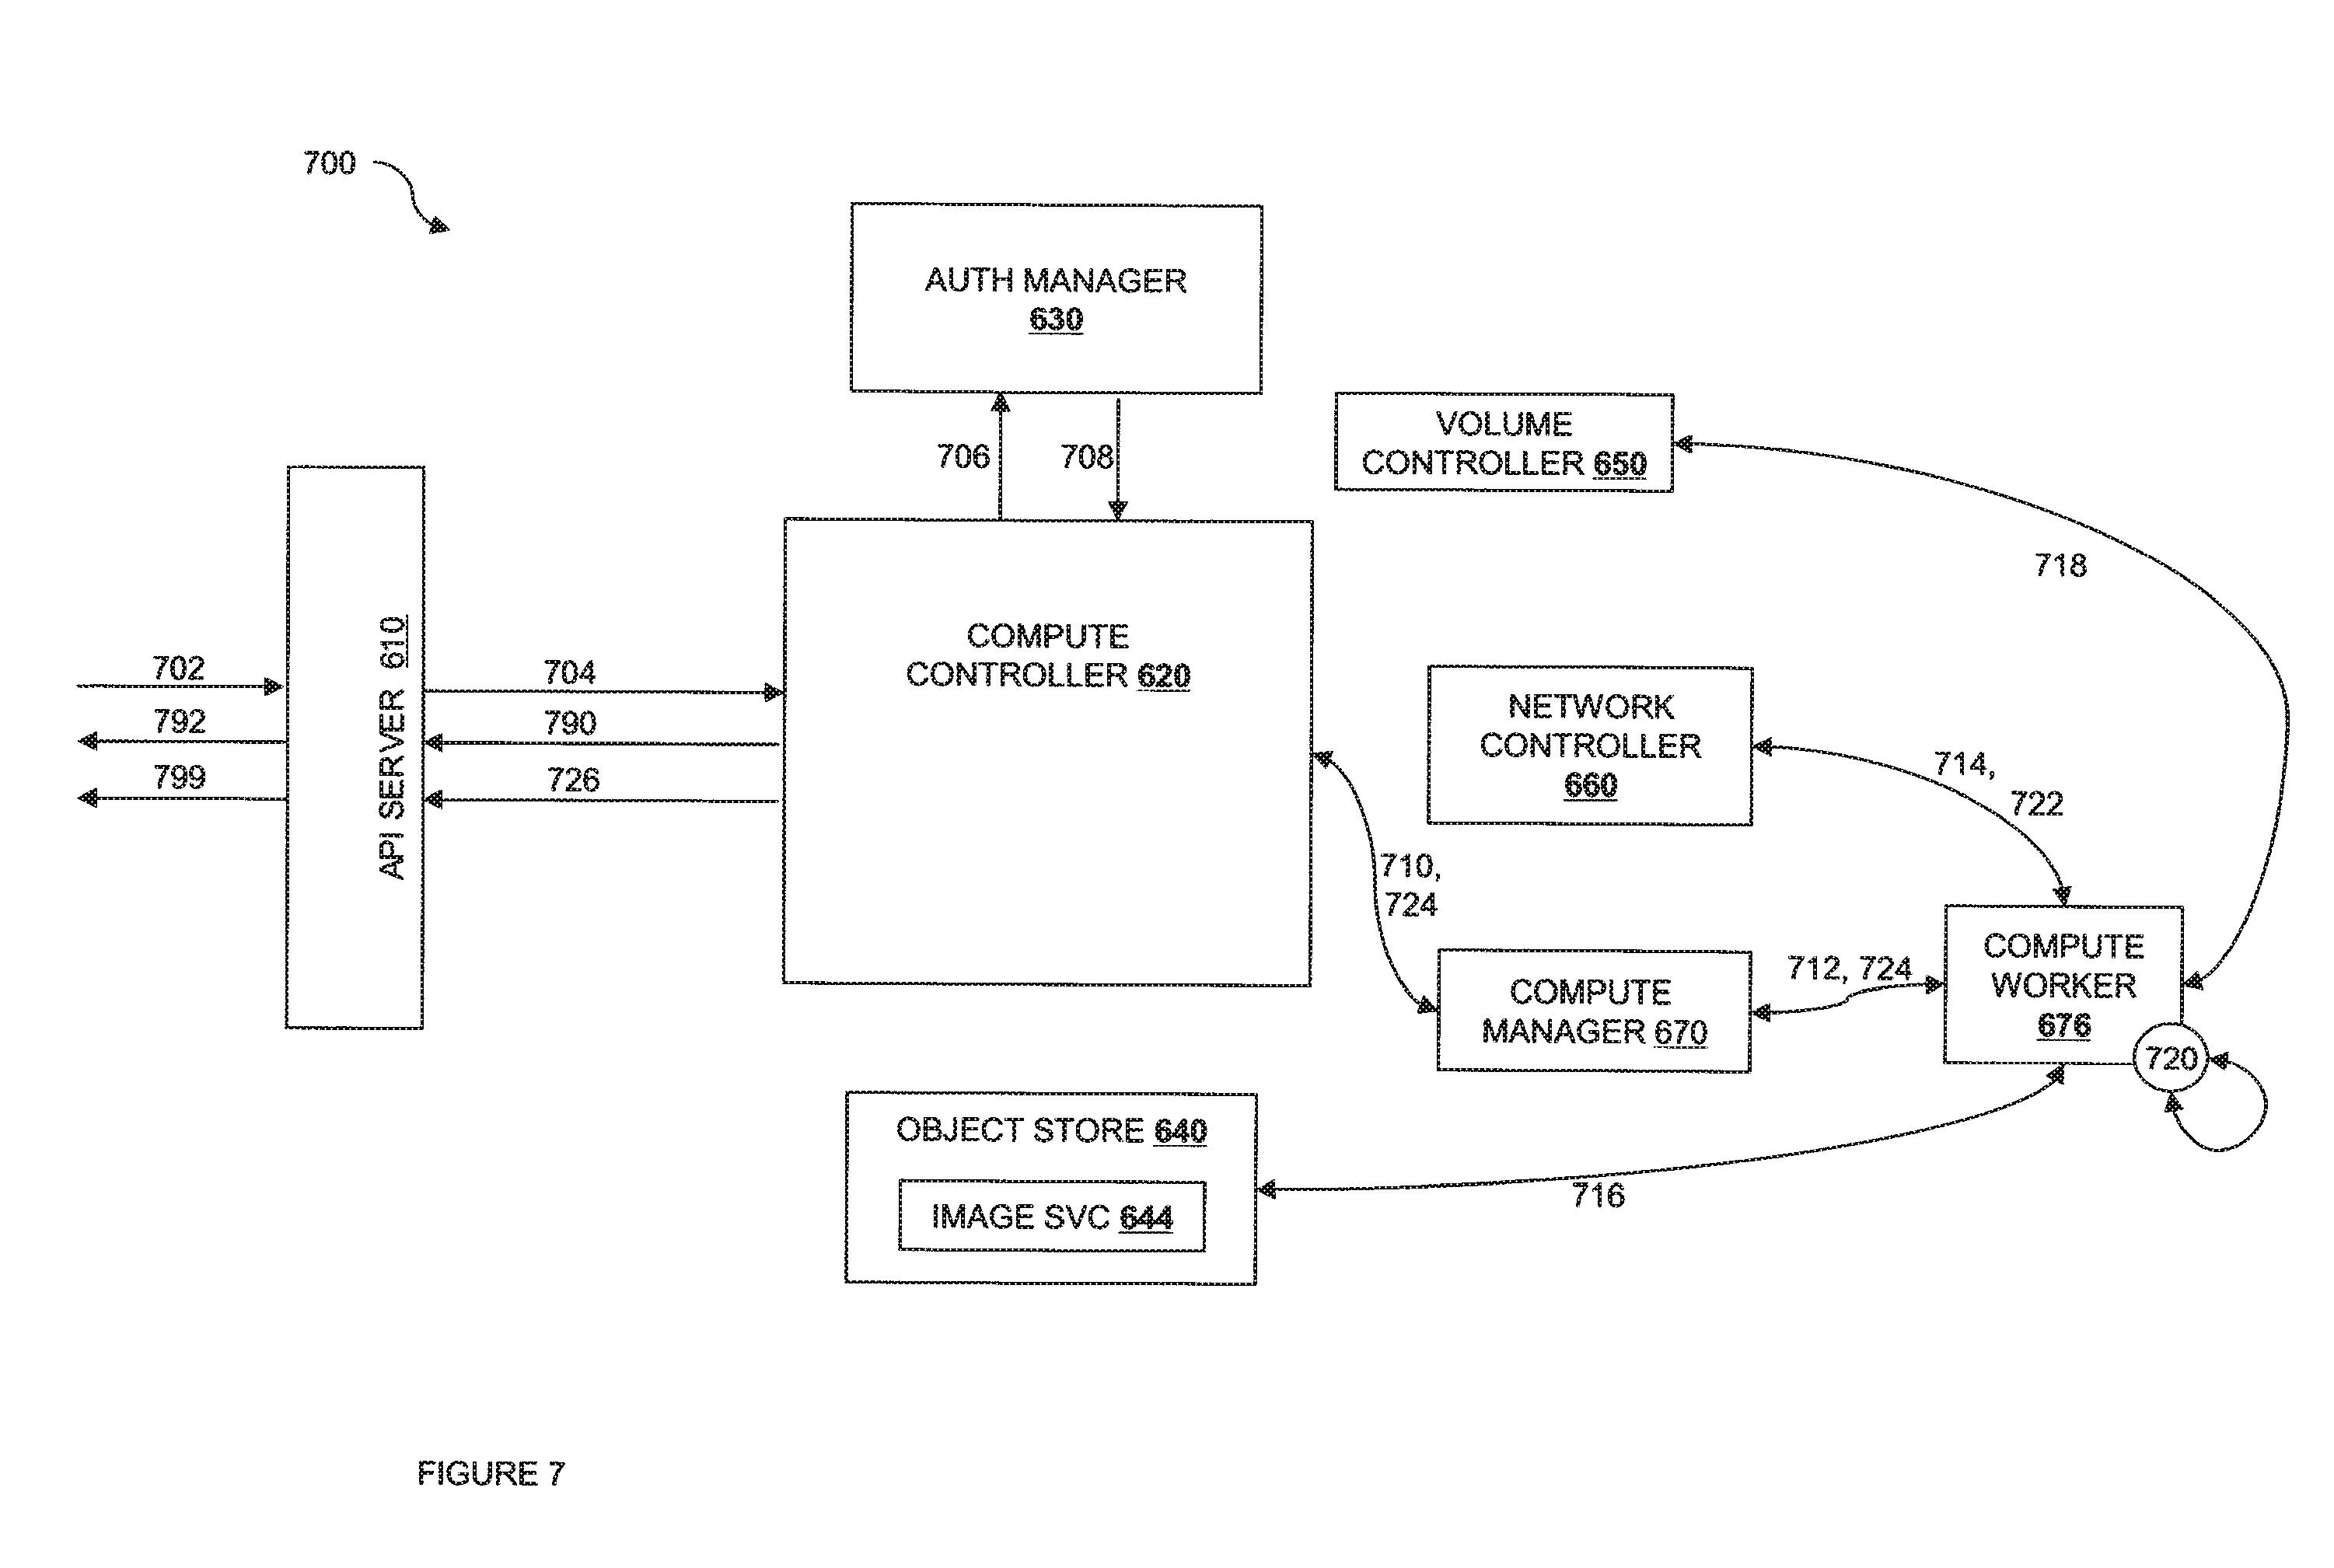 700
AUTH MANAGER
630
706
708
VOLUME
CONTROLLER 650
718
API SERVER 610
702
792
799
704
790
726
COMPUTE
CONTROLLER 620
NETWORK
CONTROLLER
660
714,
722
710,
724
COMPUTE
MANAGER 670
712, 724
COMPUTE
WORKER
676
720
OBJECT STORE 640
IMAGE SVC 644
716
FIGURE 7